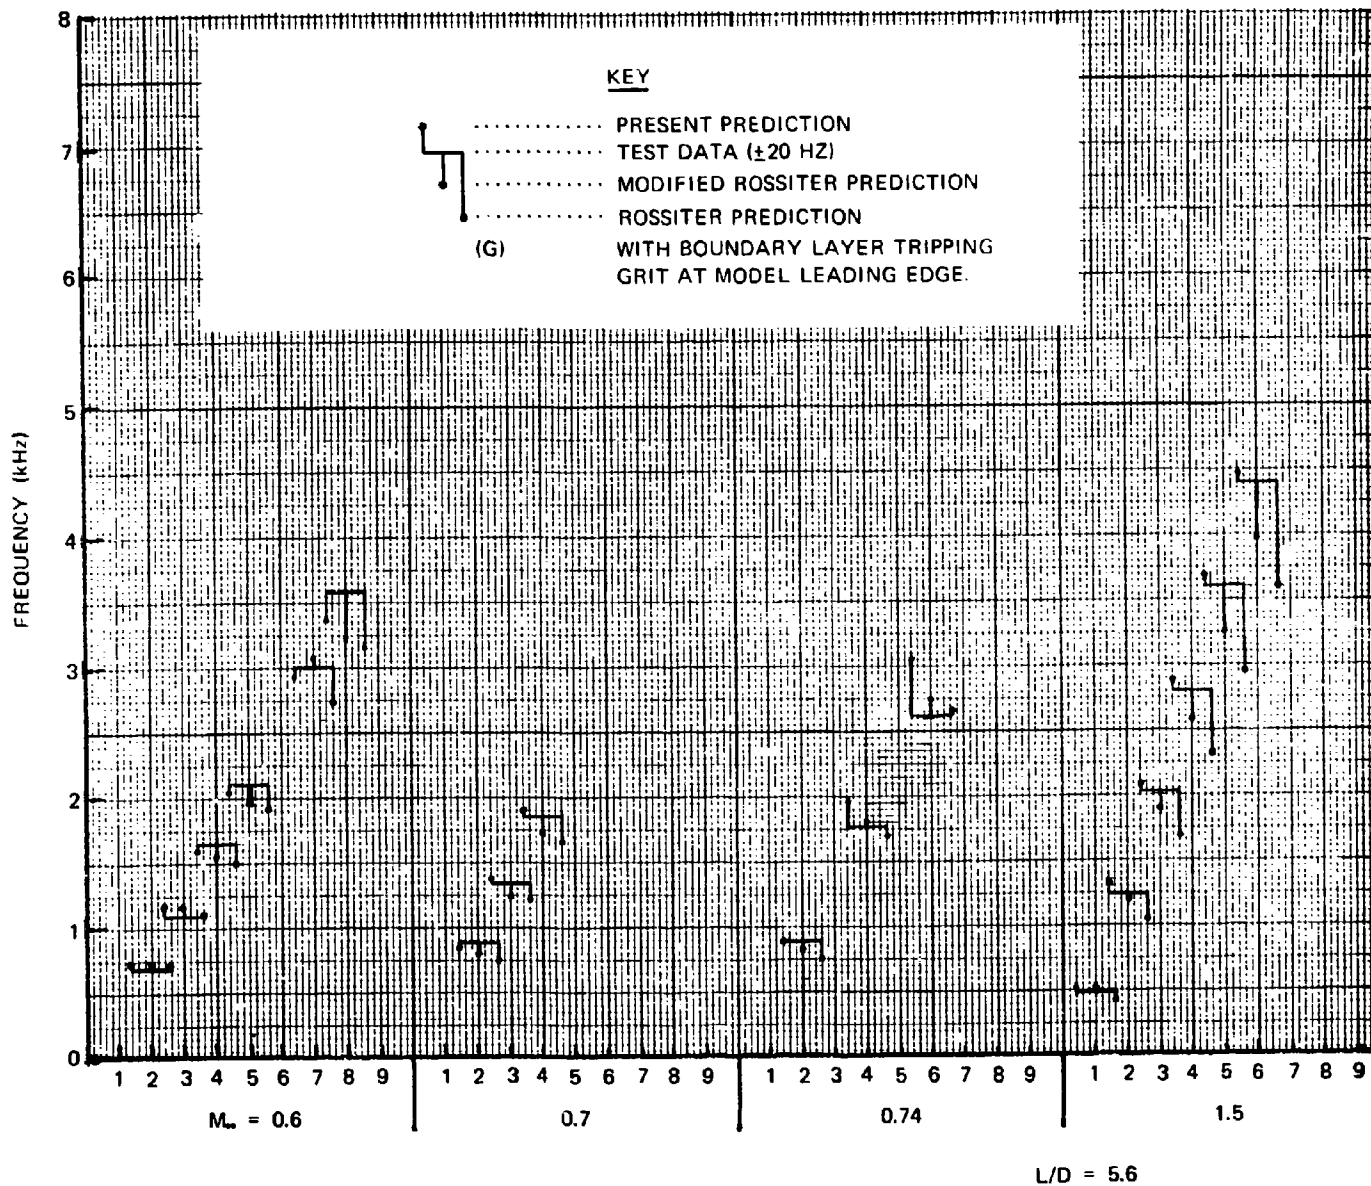 8
7
6
5
4
3
2
1
0
FREQUENCY (kHz)
KEY
PRESENT PREDICTION
TEST DATA (±20 HZ)
MODIFIED ROSSITER PREDICTION
ROSSITER PREDICTION
(G) WITH BOUNDARY LAYER TRIPPING
GRIT AT MODEL LEADING EDGE.
1 2 3 4 5 6 7 8 9 1 2 3 4 5 6 7 8 9 1 2 3 4 5 6 7 8 9 1 2 3 4 5 6 7 8 9
M∞ = 0.6 0.7 0.74 1.5
L/D = 5.6